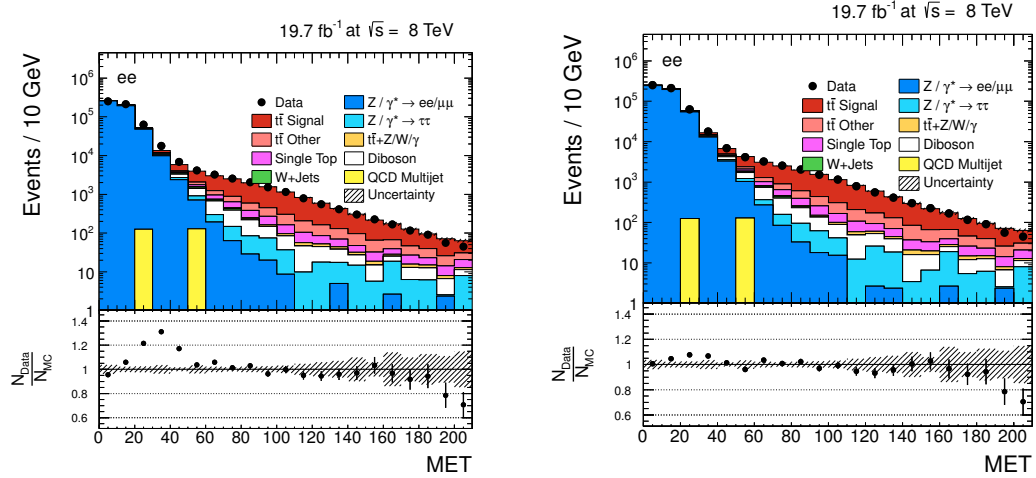 19.7 fb⁻¹ at √s = 8 TeV
Events / 10 GeV
10⁶
10⁵
10⁴
10³
10²
10
1
ee
Data
tt̄ Signal
tt̄ Other
Single Top
W+Jets
Z / γ* → ee/μμ
Z / γ* → ττ
tt̄+Z/W/γ
Diboson
QCD Multijet
Uncertainty
N_Data
N_MC
1.4
1.2
1
0.8
0.6
0 20 40 60 80 100 120 140 160 180 200
MET
19.7 fb⁻¹ at √s = 8 TeV
Events / 10 GeV
10⁶
10⁵
10⁴
10³
10²
10
1
ee
Data
tt̄ Signal
tt̄ Other
Single Top
W+Jets
Z / γ* → ee/μμ
Z / γ* → ττ
tt̄+Z/W/γ
Diboson
QCD Multijet
Uncertainty
N_Data
N_MC
1.4
1.2
1
0.8
0.6
0 20 40 60 80 100 120 140 160 180 200
MET